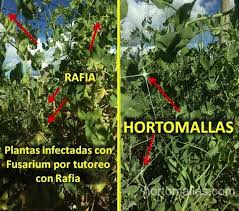 RAFIA
Plantas infectadas con
Fusarium por tutoreo
con Rafia
HORTOMALLAS
hortomallas.com